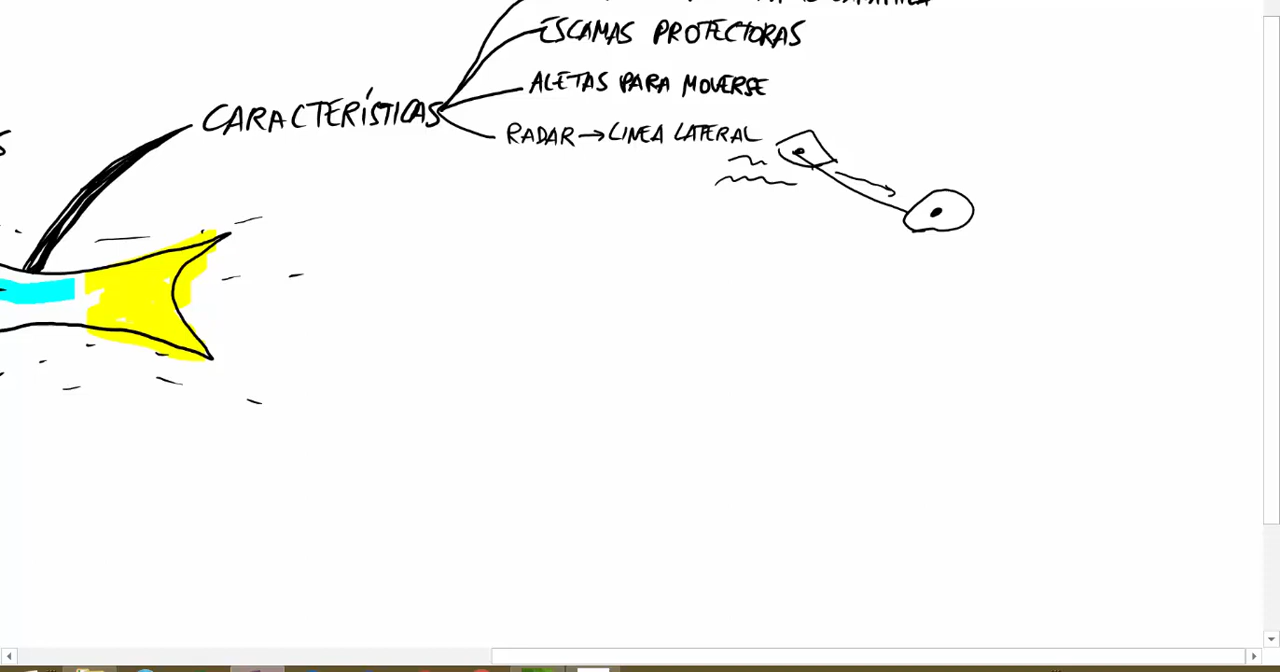 ESCAMAS PROTECTORAS
ALETAS PARA MOVERSE
CARACTERÍSTICAS
RADAR→LINEA LATERAL